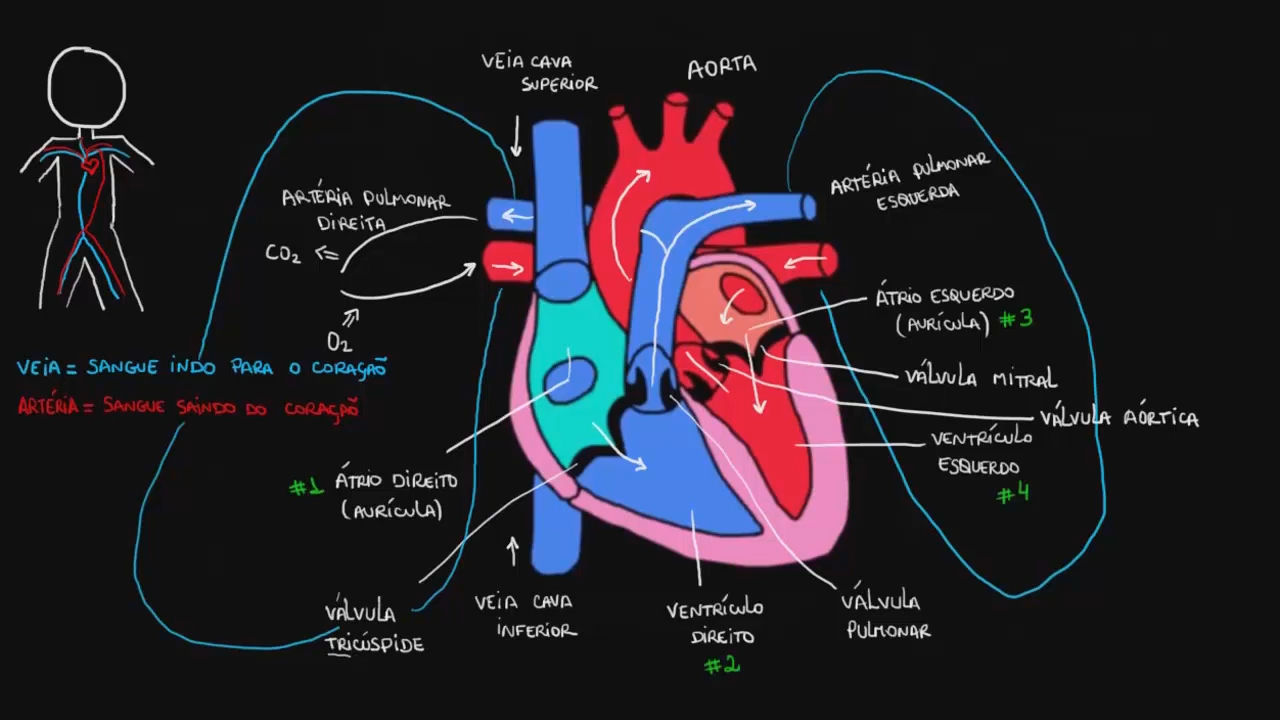 VEIA CAVA
SUPERIOR
AORTA
ARTÉRIA PULMONAR
DIREITA
CO2 <=
O2
ARTÉRIA PULMONAR
ESQUERDA
ÁTRIO ESQUERDO
(AURÍCULA) #3
VÁLVULA MITRAL
VÁLVULA AÓRTICA
VENTRÍCULO
ESQUERDO
#4
VEIA = SANGUE INDO PARA O CORAÇÃO
ARTÉRIA = SANGUE SAINDO DO CORAÇÃO
#1 ÁTRIO DIREITO
(AURÍCULA)
VÁLVULA
TRICÚSPIDE
VEIA CAVA
INFERIOR
VENTRÍCULO
DIREITO
#2
VÁLVULA
PULMONAR